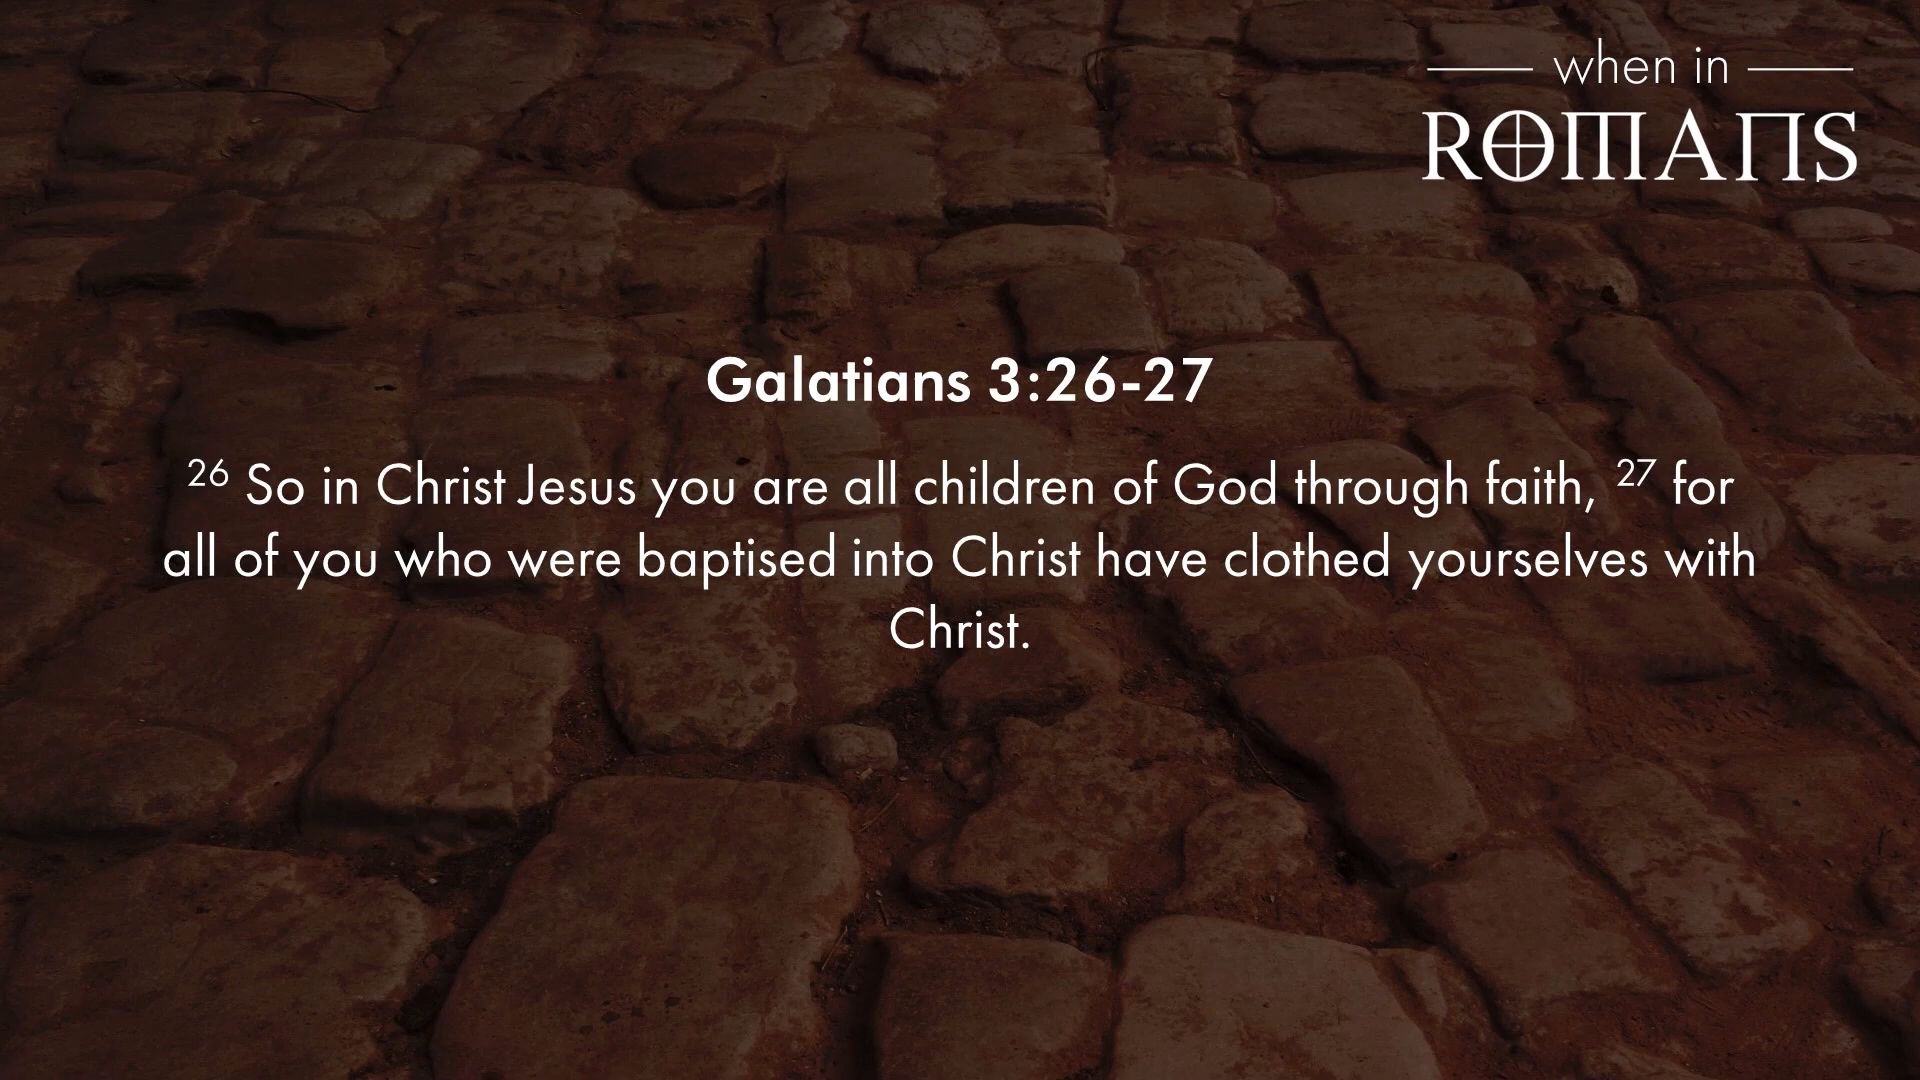 when in
ROMANS
Galatians 3:26-27
26 So in Christ Jesus you are all children of God through faith, 27 for
all of you who were baptised into Christ have clothed yourselves with
Christ.